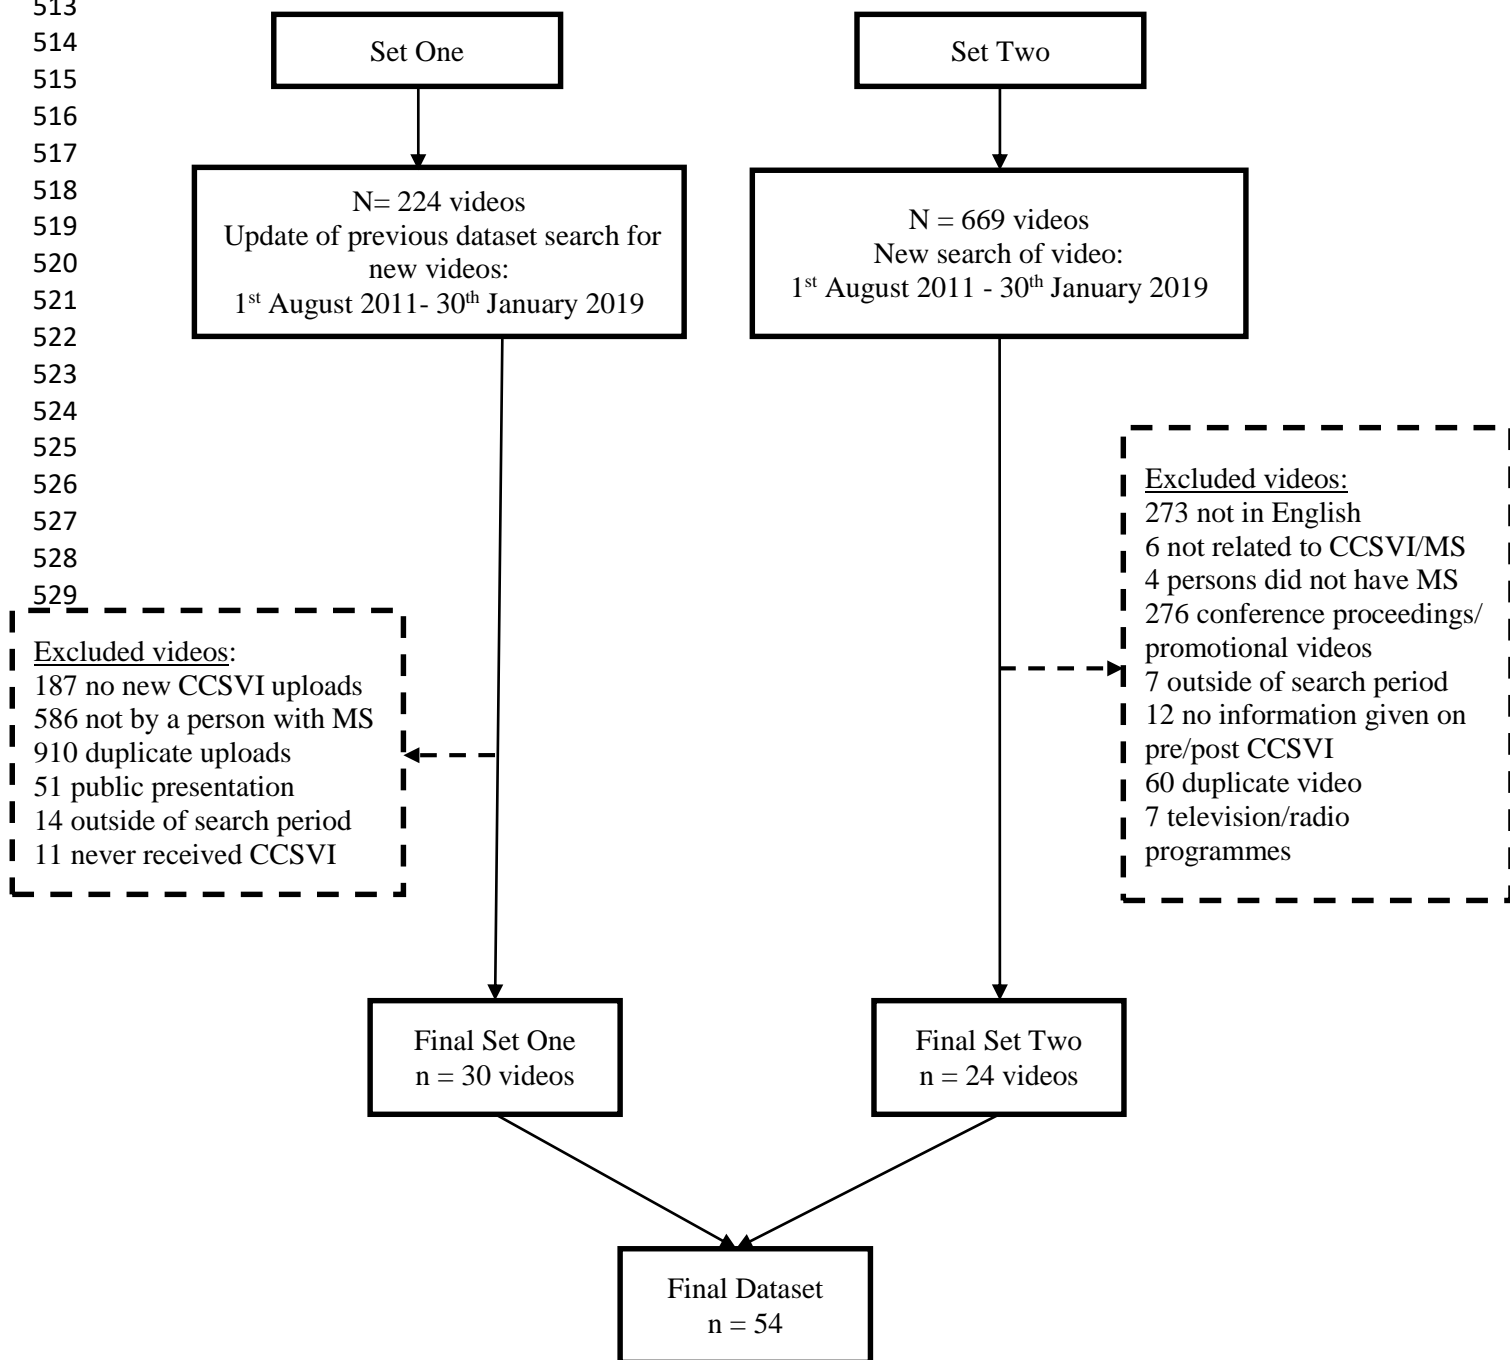 513
514
515
516
517
518
519
520
521
522
523
524
525
526
527
528
529
Set One
Set Two
N= 224 videos
Update of previous dataset search for
new videos:
1st August 2011- 30th January 2019
N = 669 videos
New search of video:
1st August 2011 - 30th January 2019
Excluded videos:
273 not in English
6 not related to CCSVI/MS
4 persons did not have MS
276 conference proceedings/
promotional videos
7 outside of search period
12 no information given on
pre/post CCSVI
60 duplicate video
7 television/radio
programmes
Excluded videos:
187 no new CCSVI uploads
586 not by a person with MS
910 duplicate uploads
51 public presentation
14 outside of search period
11 never received CCSVI
Final Set One
n = 30 videos
Final Set Two
n = 24 videos
Final Dataset
n = 54